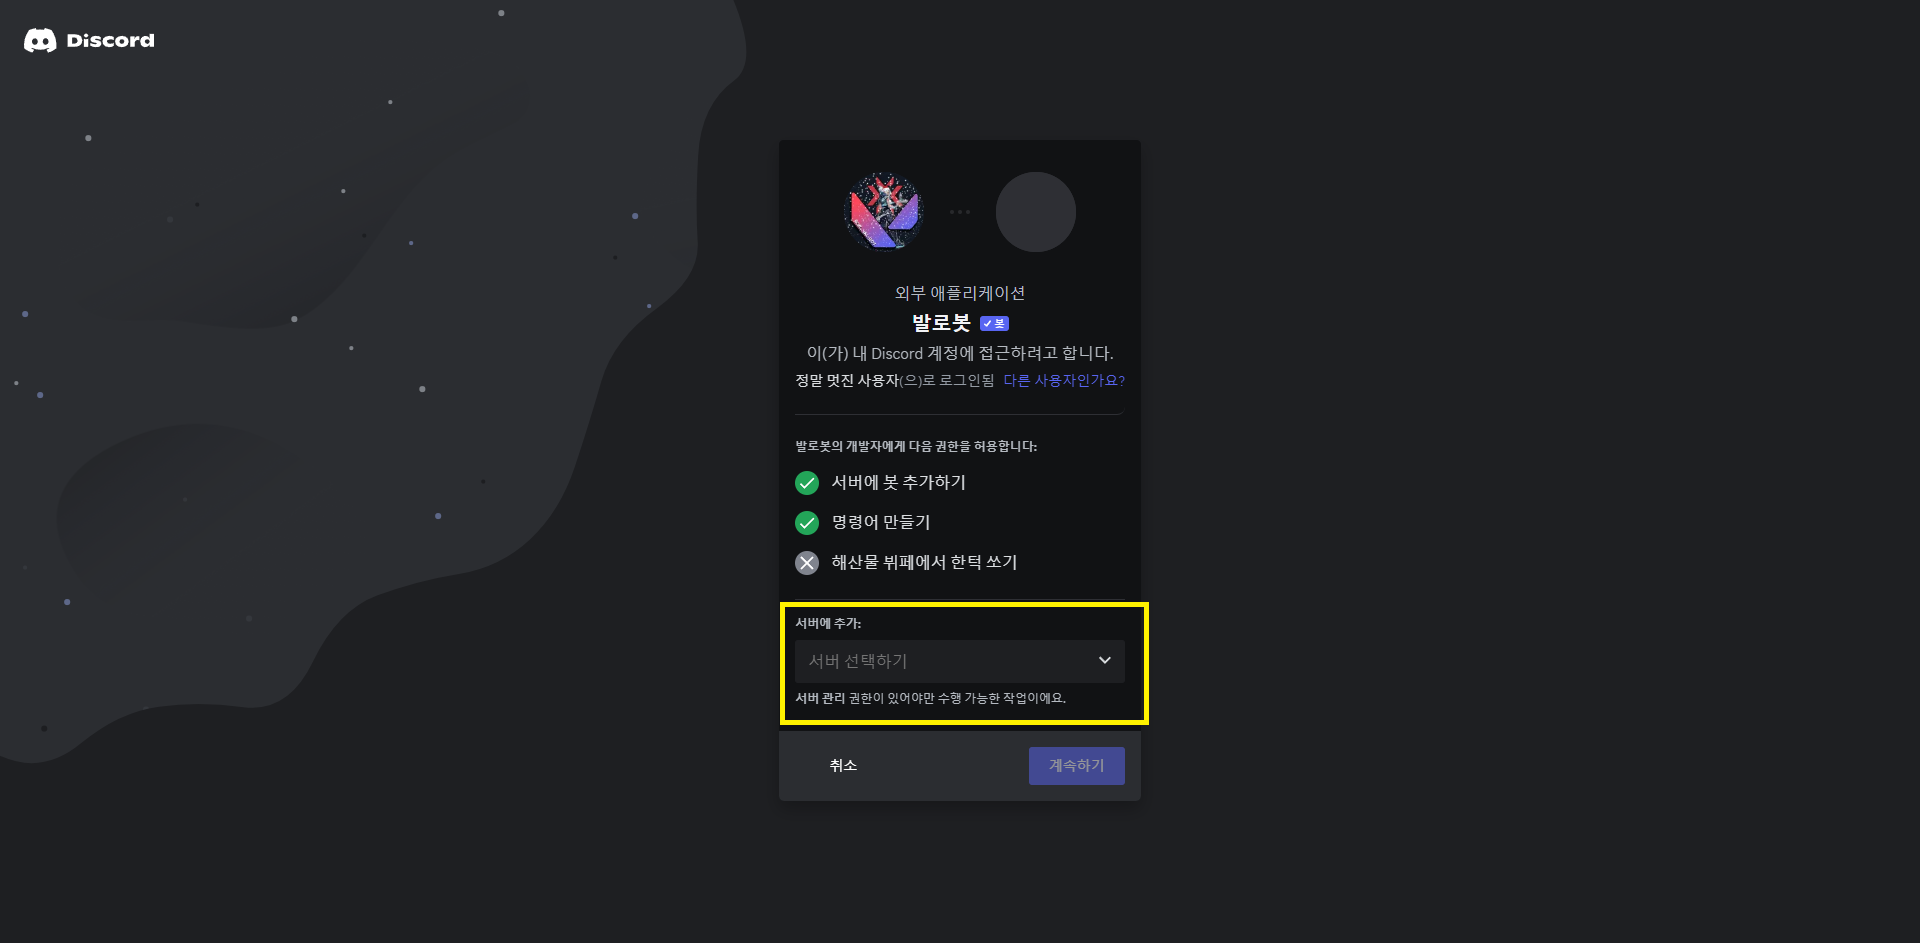 Discord
외부 애플리케이션
발로봇 ✓ 봇
이(가) 내 Discord 계정에 접근하려고 합니다.
정말 멋진 사용자(으)로 로그인됨 다른 사용자인가요?
발로봇의 개발자에게 다음 권한을 허용합니다:
서버에 봇 추가하기
명령어 만들기
해산물 뷔페에서 한턱 쏘기
서버에 추가:
서버 선택하기
서버 관리 권한이 있어야만 수행 가능한 작업이에요.
취소
계속하기